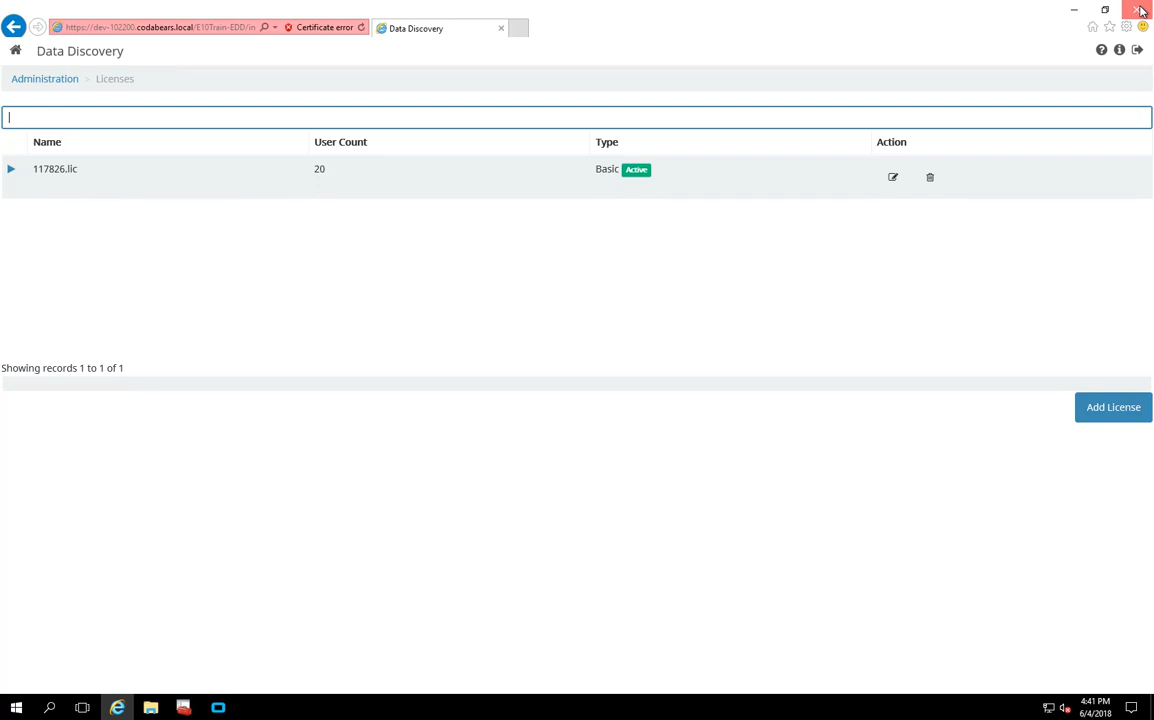 https://dev-102200.codabears.local/E10Train-EDD/in
Certificate error
Data Discovery
Data Discovery
Administration > Licenses
Name User Count Type Action
117826.lic 20 Basic Active
Showing records 1 to 1 of 1
Add License
4:41 PM
6/4/2018